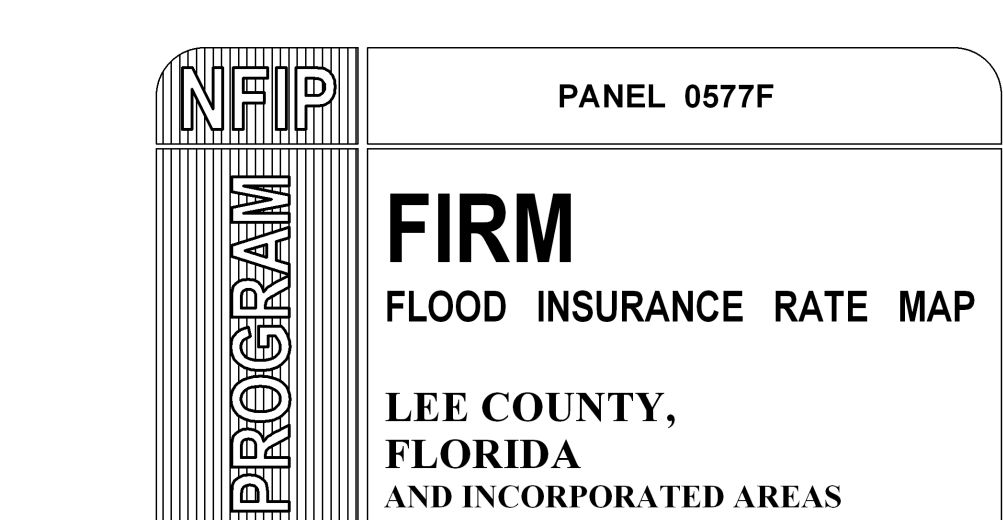 NFIP
PANEL 0577F
PROGRAM
FIRM
FLOOD INSURANCE RATE MAP
LEE COUNTY,
FLORIDA
AND INCORPORATED AREAS